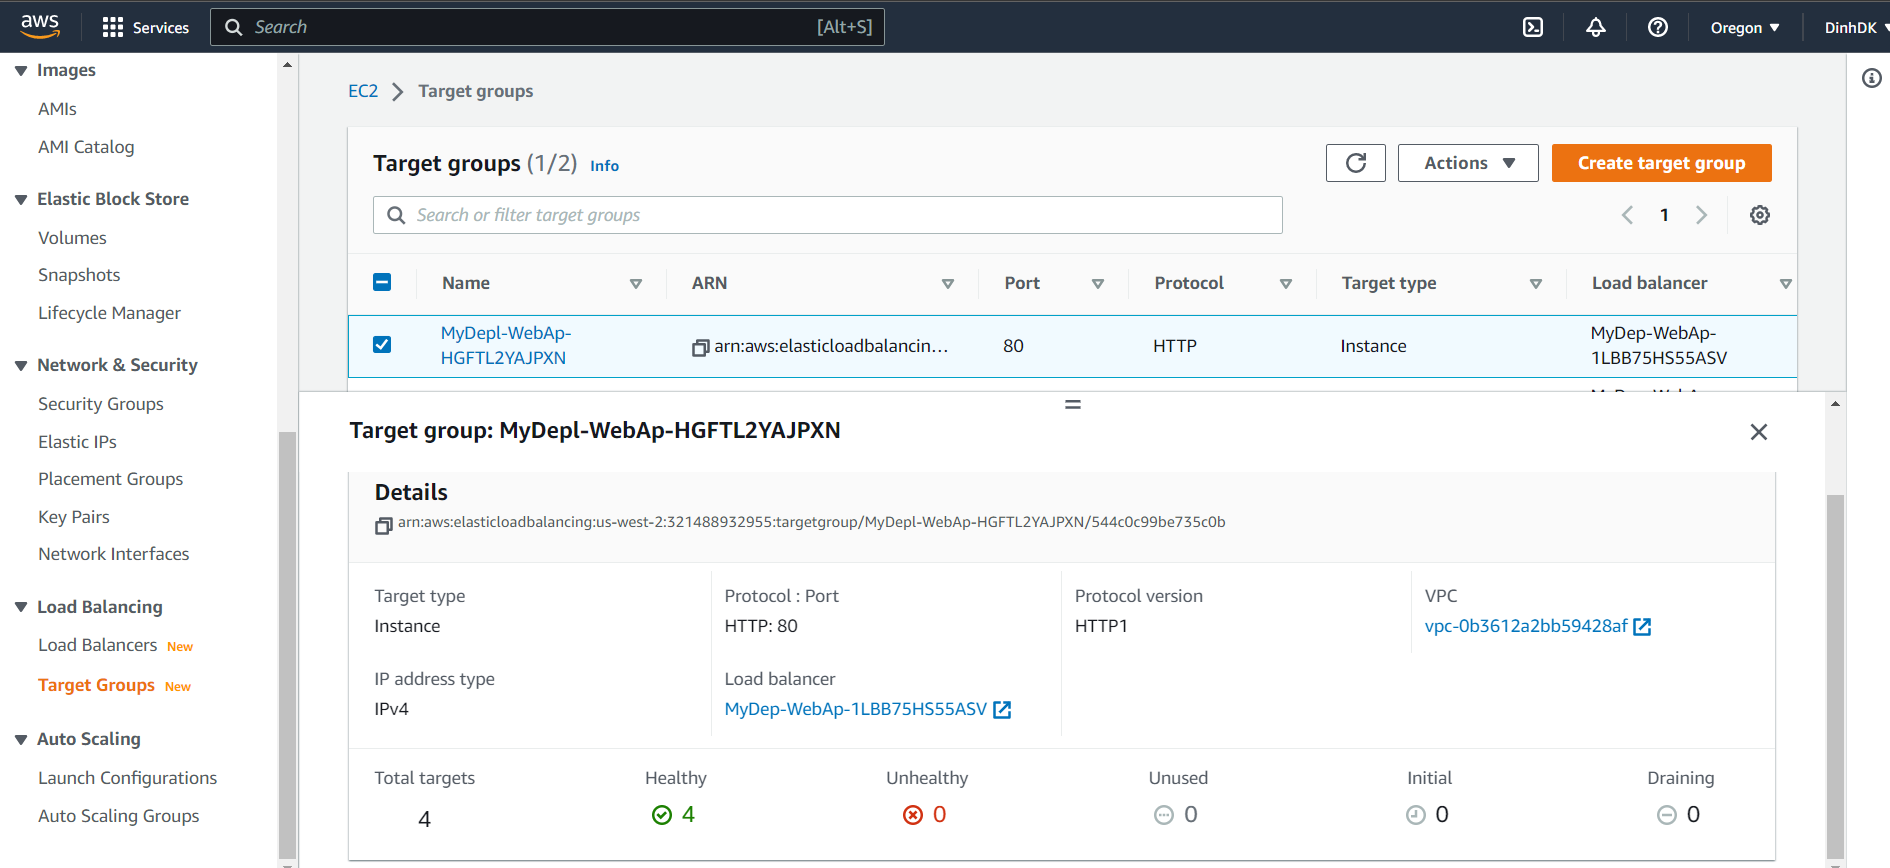 aws
Services
Search
[Alt+S]
Oregon
DinhDK
Images
AMIs
AMI Catalog
Elastic Block Store
Volumes
Snapshots
Lifecycle Manager
Network & Security
Security Groups
Elastic IPs
Placement Groups
Key Pairs
Network Interfaces
Load Balancing
Load Balancers New
Target Groups New
Auto Scaling
Launch Configurations
Auto Scaling Groups
EC2 > Target groups
Target groups (1/2) Info
Actions
Create target group
Search or filter target groups
1
Name
ARN
Port
Protocol
Target type
Load balancer
MyDepl-WebAp-
HGFTL2YAJPXN
arn:aws:elasticloadbalancin…
80
HTTP
Instance
MyDep-WebAp-
1LBB75HS55ASV
Target group: MyDepl-WebAp-HGFTL2YAJPXN
Details
arn:aws:elasticloadbalancing:us-west-2:321488932955:targetgroup/MyDepl-WebAp-HGFTL2YAJPXN/544c0c99be735c0b
Target type
Instance
Protocol : Port
HTTP: 80
Protocol version
HTTP1
VPC
vpc-0b3612a2bb59428af
IP address type
IPv4
Load balancer
MyDep-WebAp-1LBB75HS55ASV
Total targets
4
Healthy
4
Unhealthy
0
Unused
0
Initial
0
Draining
0